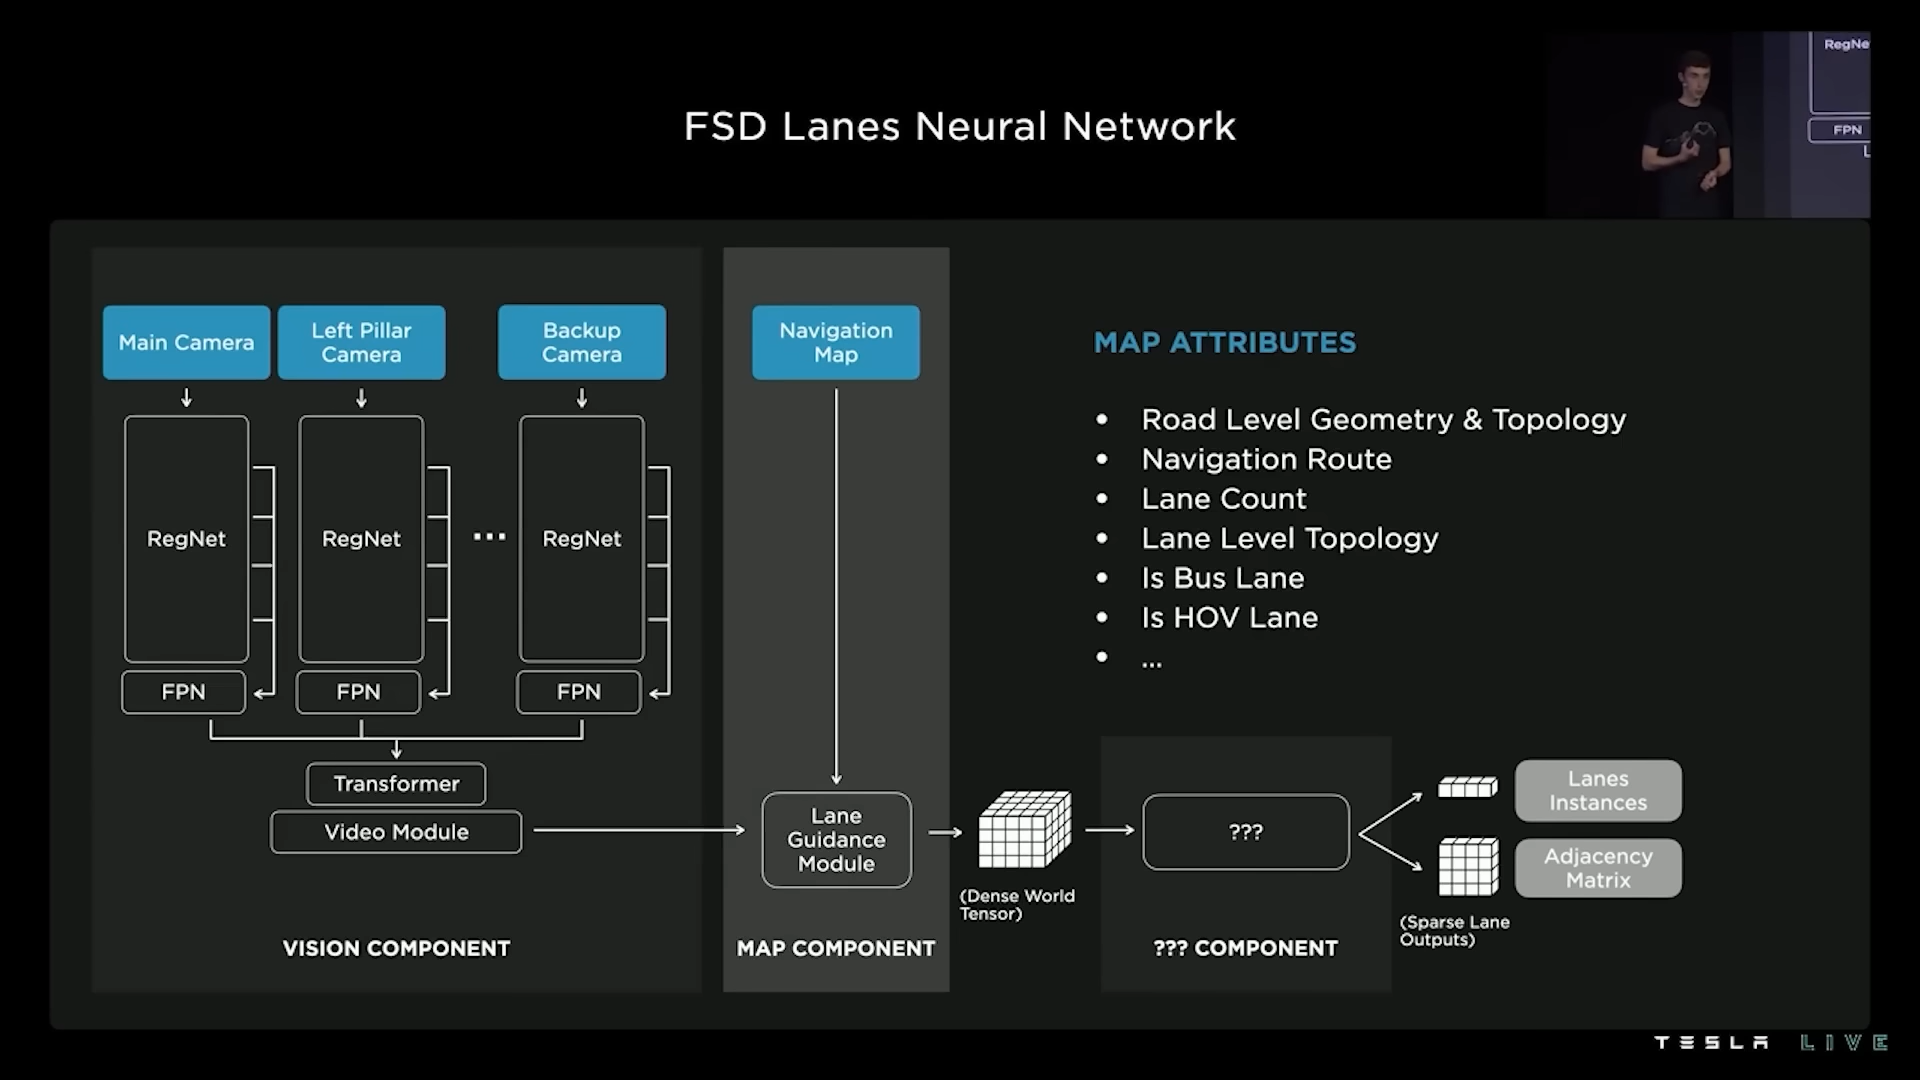 FSD Lanes Neural Network
RegNe
FPN
L
Main Camera
Left Pillar
Camera
Backup
Camera
Navigation
Map
RegNet
RegNet
...
RegNet
FPN
FPN
FPN
Transformer
Video Module
Lane
Guidance
Module
VISION COMPONENT
MAP COMPONENT
MAP ATTRIBUTES
• Road Level Geometry & Topology
• Navigation Route
• Lane Count
• Lane Level Topology
• Is Bus Lane
• Is HOV Lane
• ...
(Dense World
Tensor)
???
??? COMPONENT
Lanes
Instances
Adjacency
Matrix
(Sparse Lane
Outputs)
TESLA LIVE